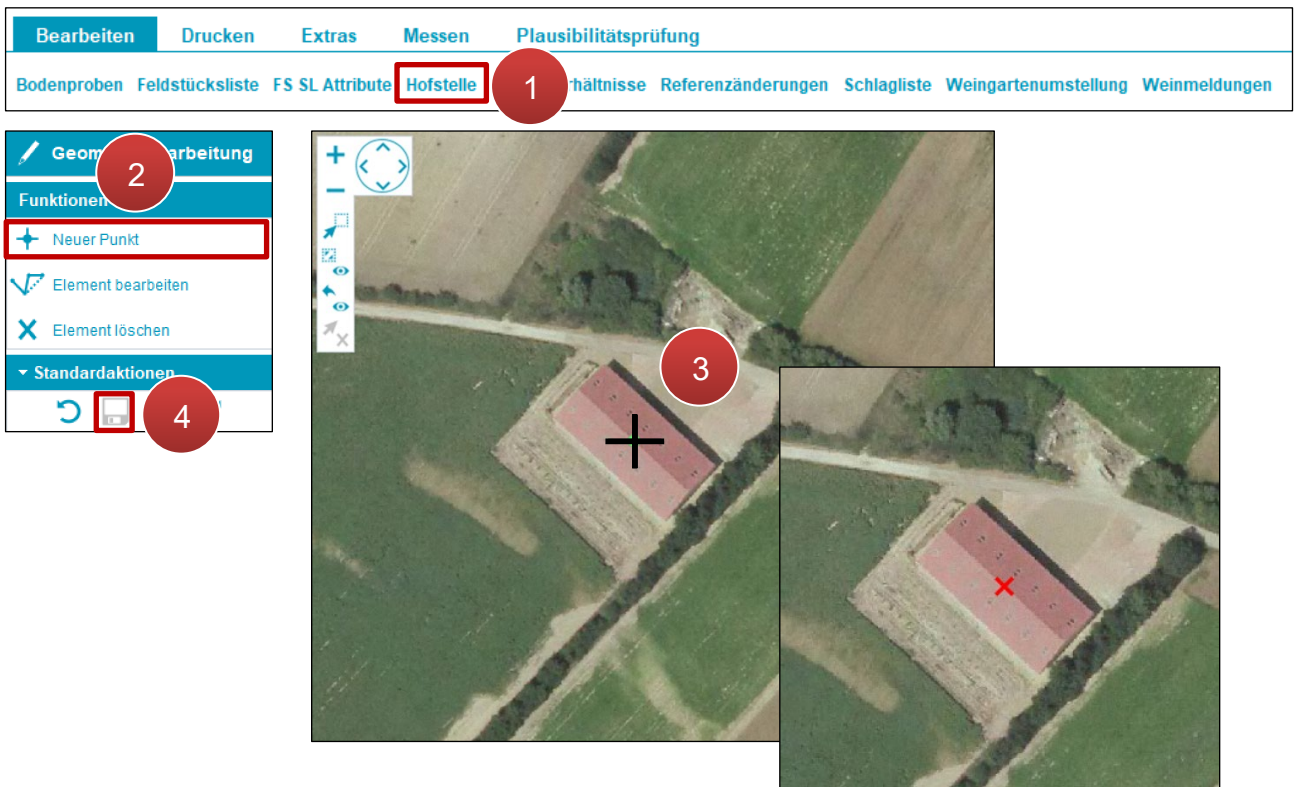 Bearbeiten Drucken Extras Messen Plausibilitätsprüfung
Bodenproben Feldstücksliste FS SL Attribute Hofstelle 1 hältnisse Referenzänderungen Schlagliste Weingartenumstellung Weinmeldungen
Geom 2 arbeitung
Funktionen
Neuer Punkt
Element bearbeiten
Element löschen
Standardaktionen
4
3